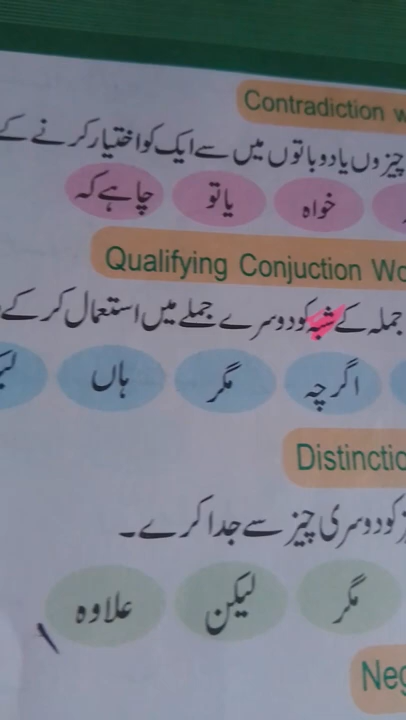 Contradiction
چیزوں یا دو باتوں میں سے ایک کو اختیار کرنے کے
خواہ یا تو چاہے کہ
Qualifying Conjuction Wo
جملہ کے شبہ کو دوسرے جملے میں استعمال کر کے
اگرچہ مگر ہاں
Distinctio
کو دوسری چیز سے جدا کرے۔
مگر لیکن علاوہ
Neg